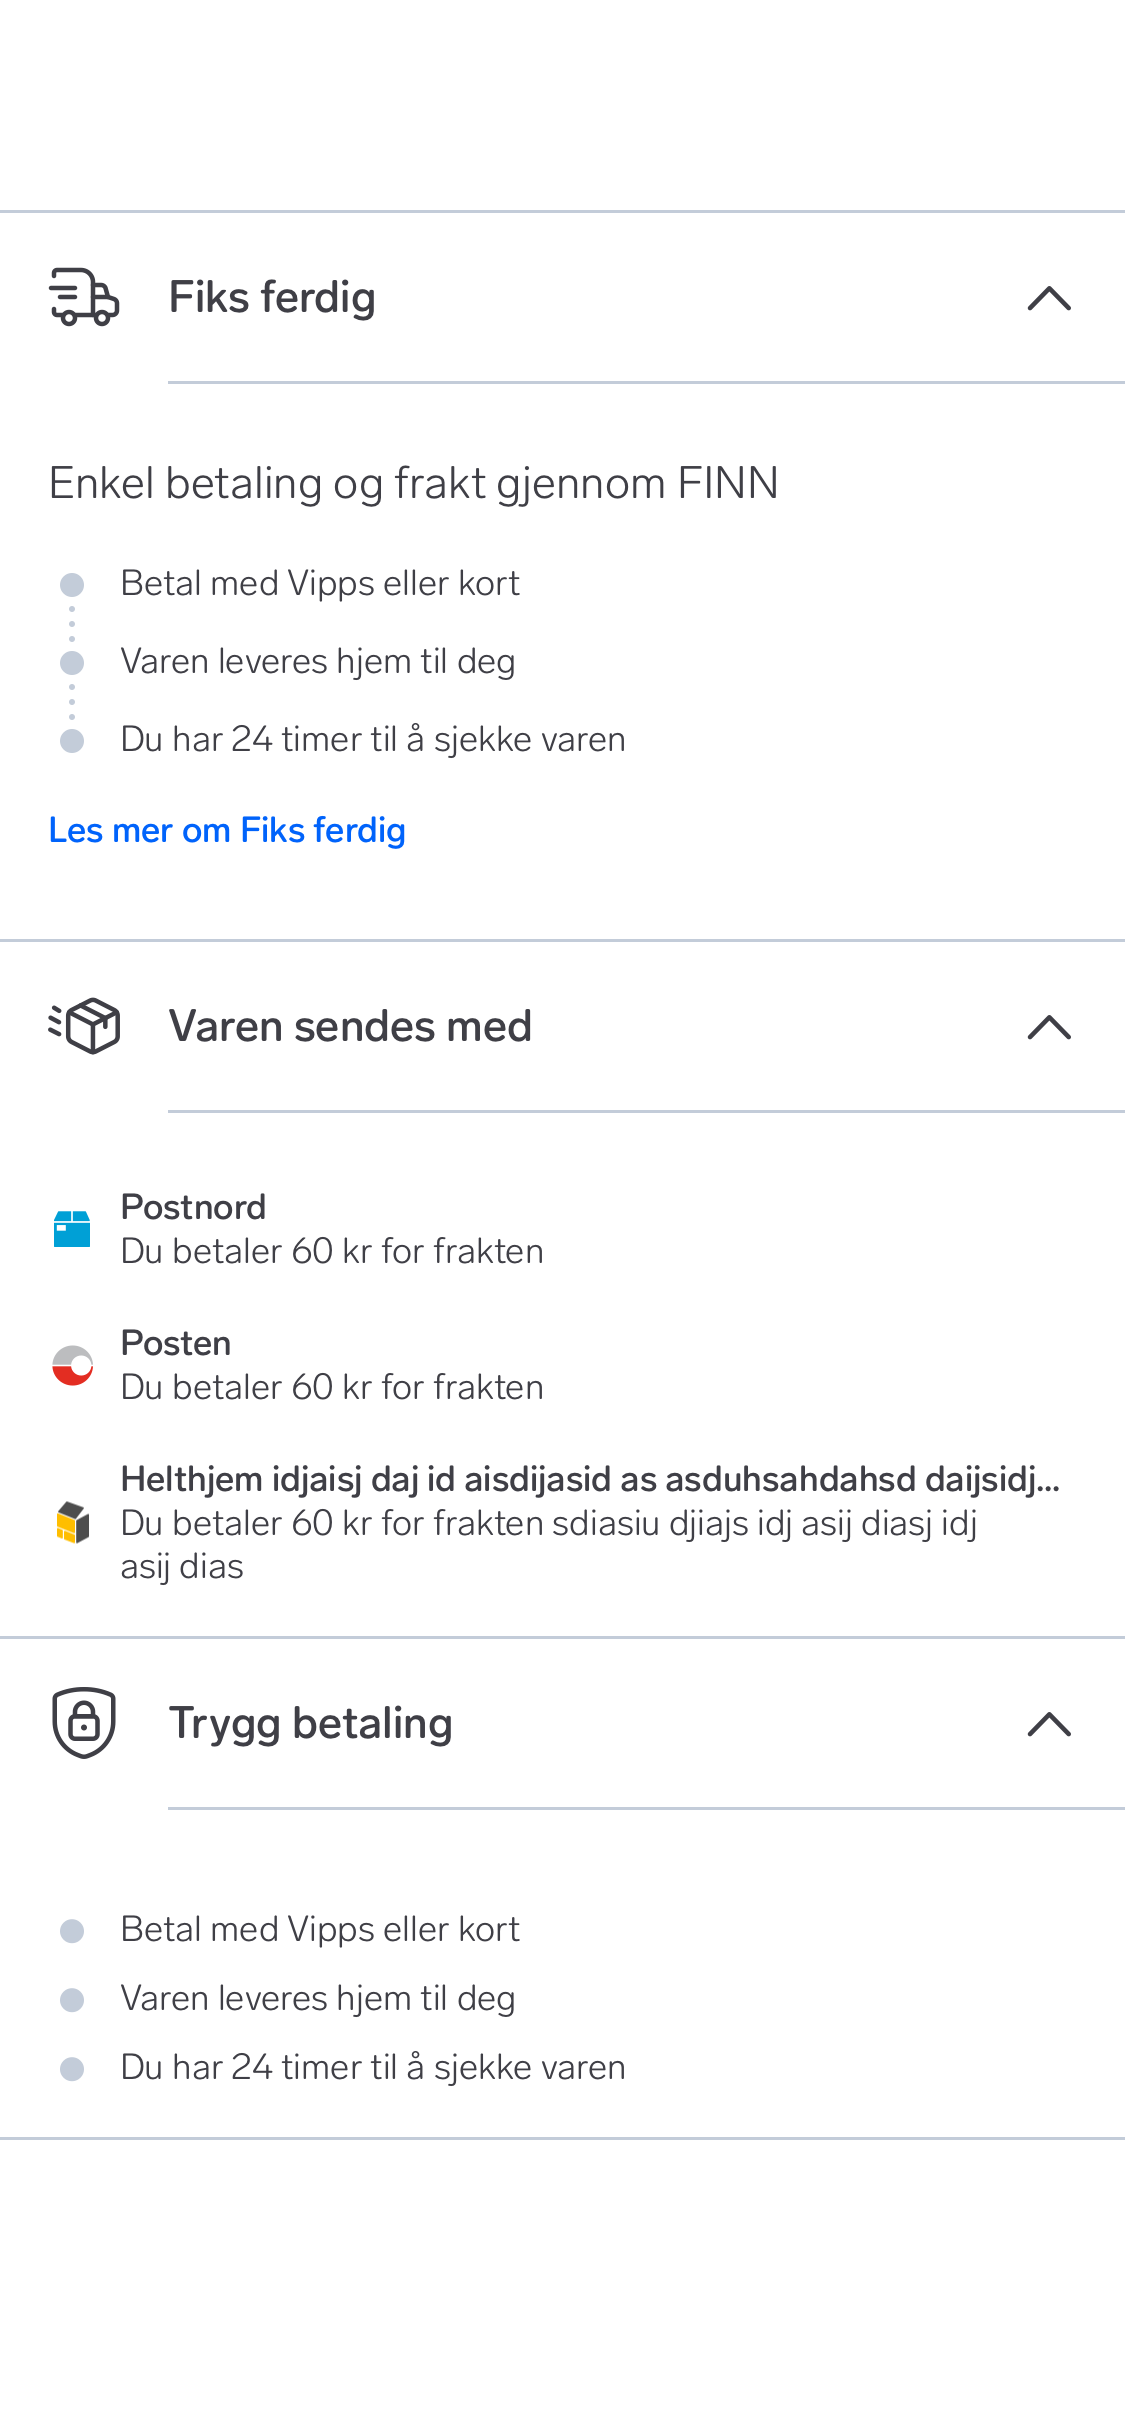 Fiks ferdig
Enkel betaling og frakt gjennom FINN
Betal med Vipps eller kort
Varen leveres hjem til deg
Du har 24 timer til å sjekke varen
Les mer om Fiks ferdig
Varen sendes med
Postnord
Du betaler 60 kr for frakten
Posten
Du betaler 60 kr for frakten
Helthjem idjaisj daj id aisdijasid as asduhsahdahsd daijsidj...
Du betaler 60 kr for frakten sdiasiu djiajs idj asij diasj idj
asij dias
Trygg betaling
Betal med Vipps eller kort
Varen leveres hjem til deg
Du har 24 timer til å sjekke varen